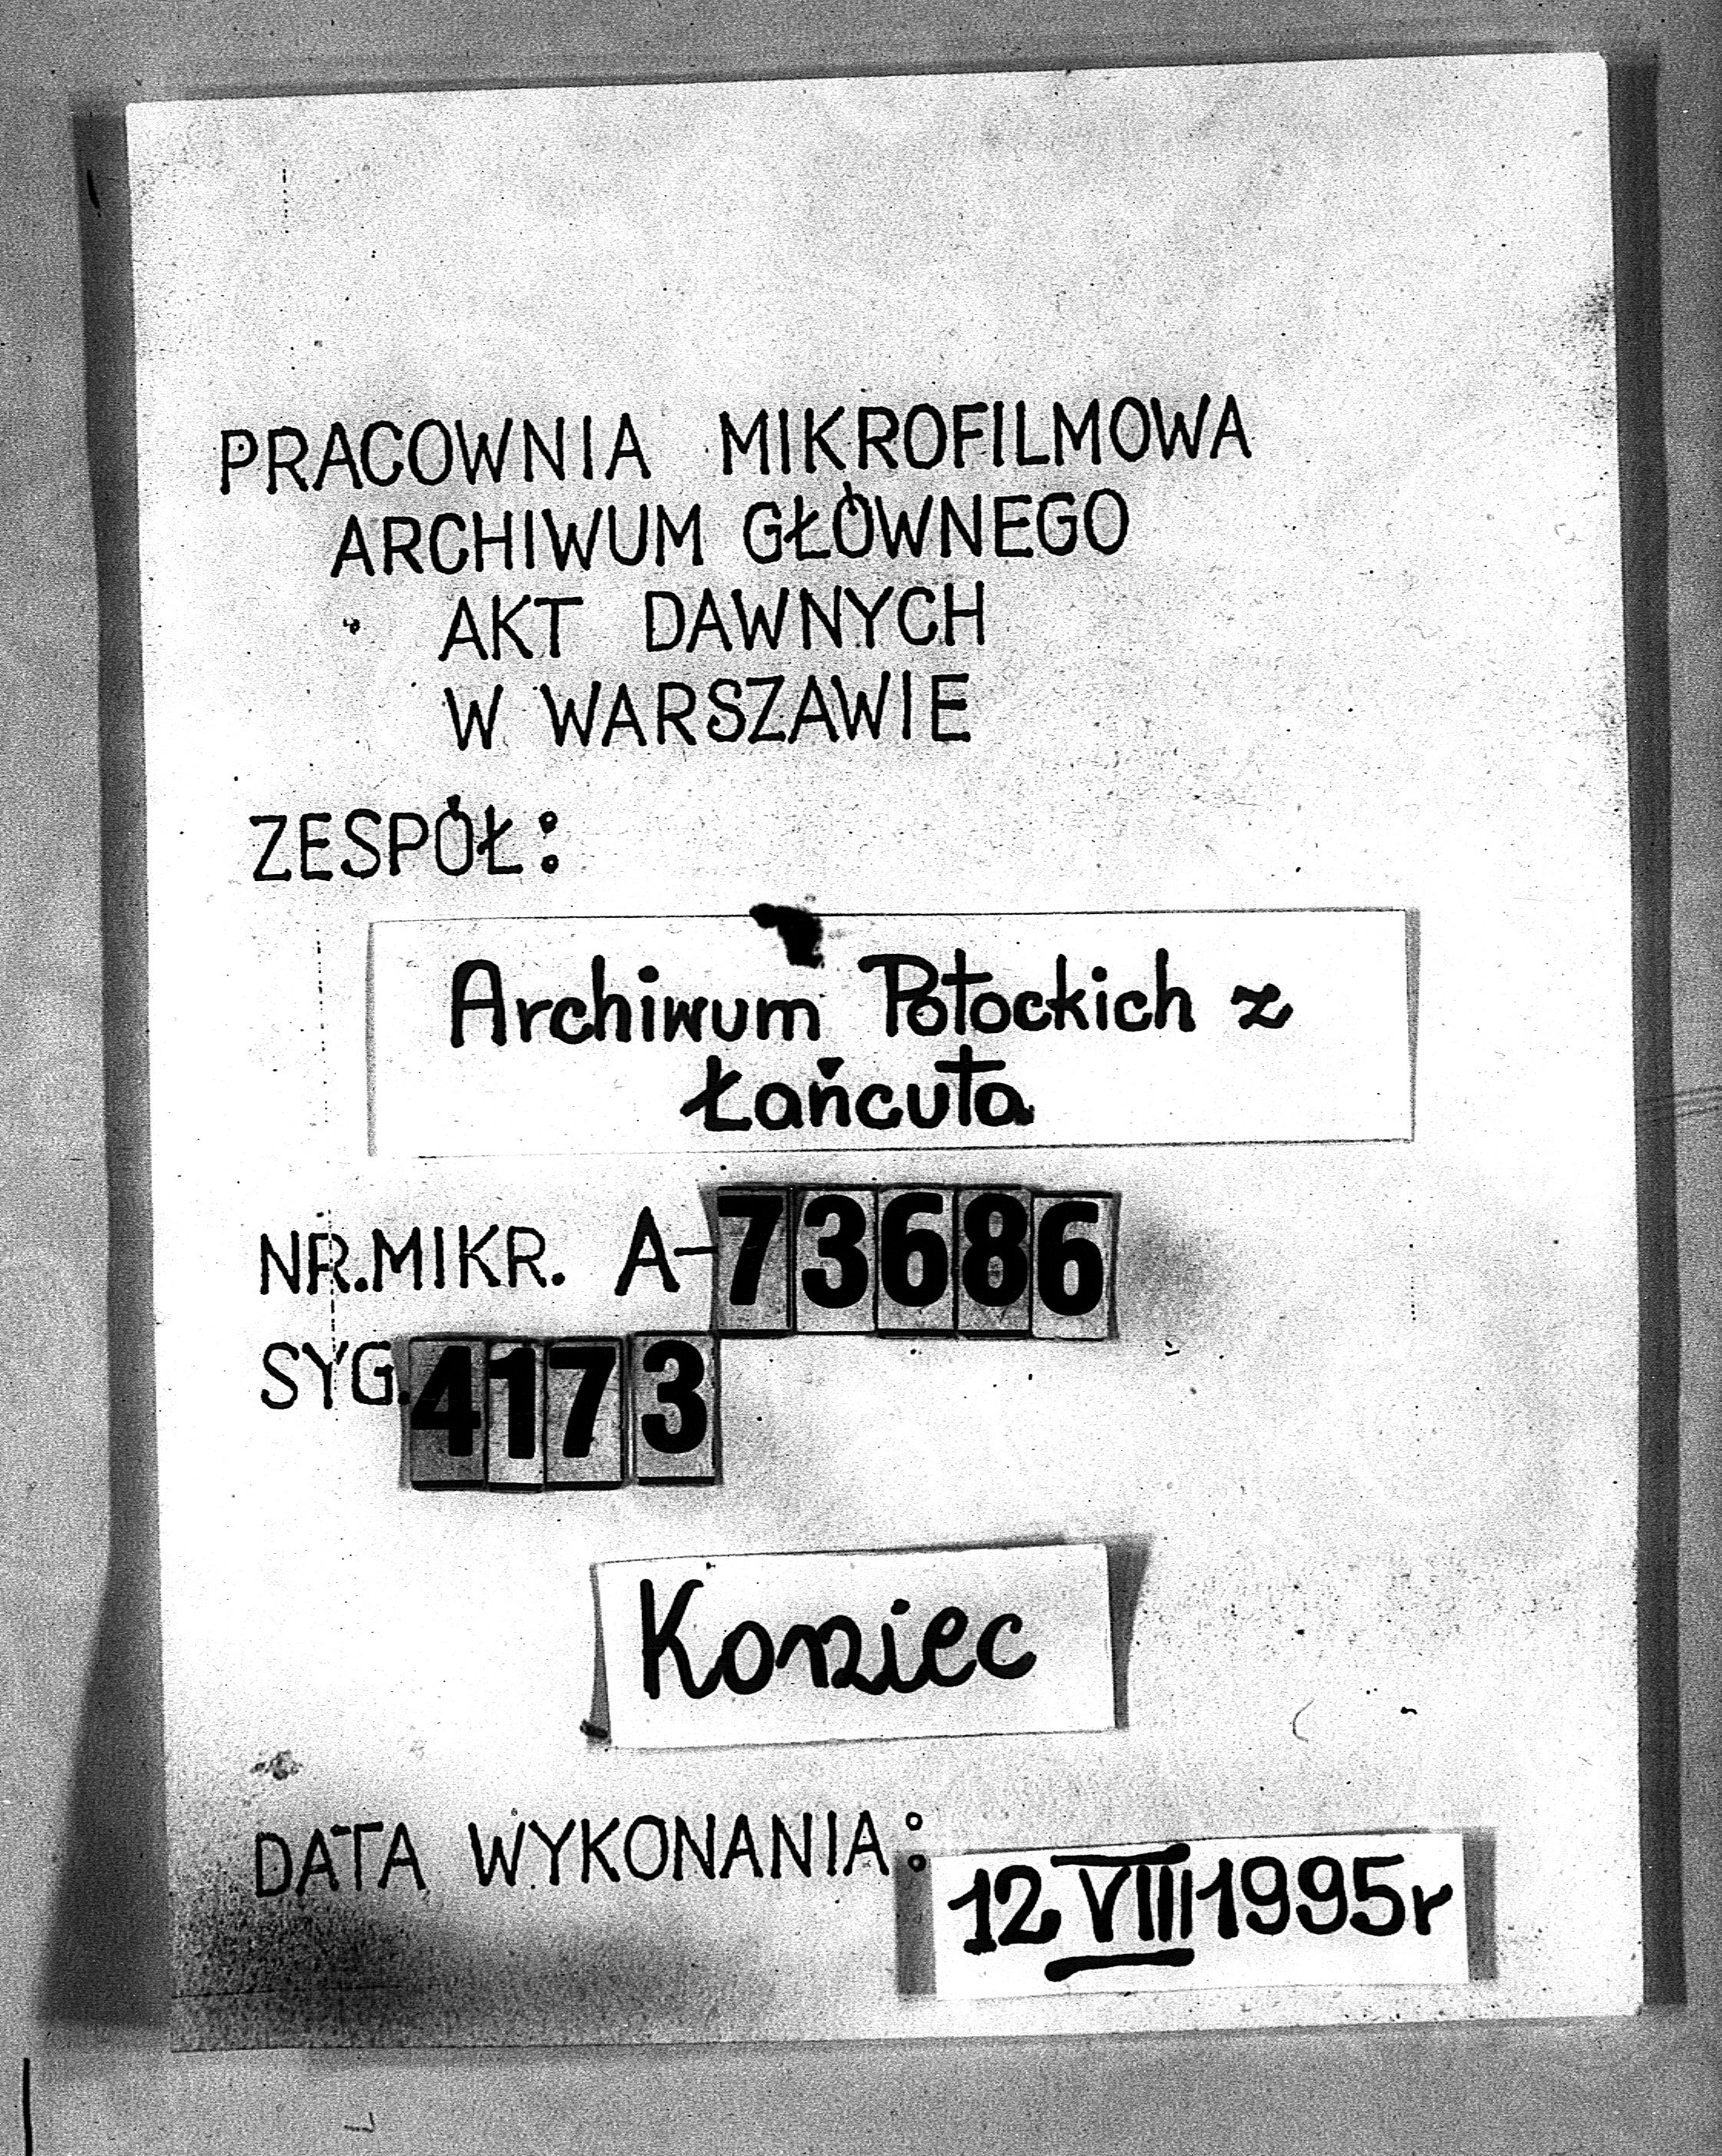 PRACOWNIA MIKROFILMOWA
ARCHIWUM GŁÓWNEGO
AKT DAWNYCH
W WARSZAWIE
ZESPÓŁ:
Archiwum Potockich z
Łańcuta
NR.MIKR. A-73686
SYG.4173
Koniec
DATA WYKONANIA: 12 VIII 1995r